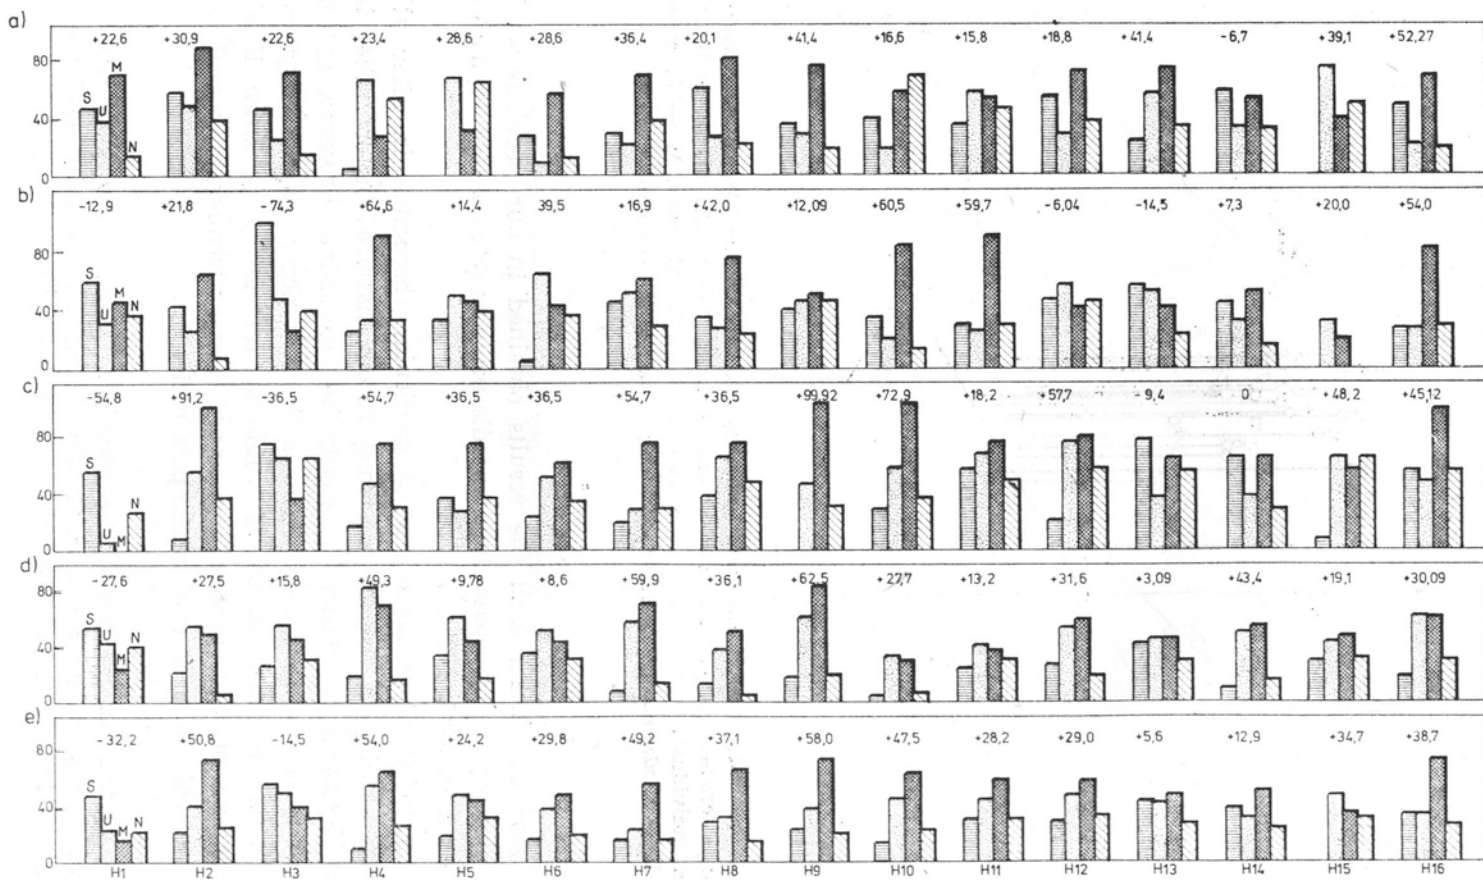 a)
+22,6 +30,9 +22,6 +23,4 +26,6 +28,6 +36,4 +20,1 +41,4 +16,6 +15,8 +18,8 +41,4 -6,7 +39,1 +52,27
80
M
S
U
40
N
0
b)
-12,9 +21,8 -74,3 +64,6 +14,4 39,5 +16,9 +42,0 +12,09 +60,5 +59,7 -6,04 -14,5 +7,3 +20,0 +54,0
80
S
M N
U
40
0
c)
-54,8 +91,2 -36,5 +54,7 +36,5 +36,5 +54,7 +36,5 +99,92 +72,9 +18,2 +57,7 -9,4 0 +48,2 +45,12
80
S
40
N
U
M
0
d)
-27,6 +27,5 +15,8 +49,3 +9,78 +8,6 +59,9 +36,1 +62,5 +27,7 +13,2 +31,6 +3,09 +43,4 +19,1 +30,09
80
S
U N
M
40
0
e)
-32,2 +50,8 -14,5 +54,0 +24,2 +29,8 +49,2 +37,1 +58,0 +47,5 +28,2 +29,0 +5,6 +12,9 +34,7 +38,7
80
S
40
U N
M
0
H1 H2 H3 H4 H5 H6 H7 H8 H9 H10 H11 H12 H13 H14 H15 H16